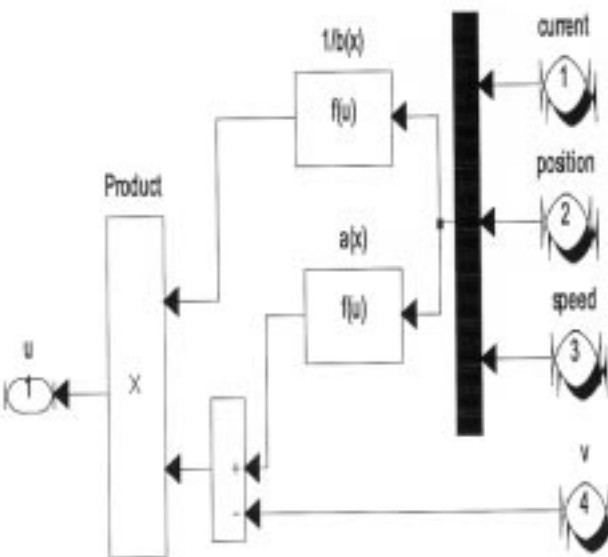 current
1
1/b(x)
f(u)
position
2
Product
a(x)
f(u)
speed
3
u
1
X
+
-
v
4